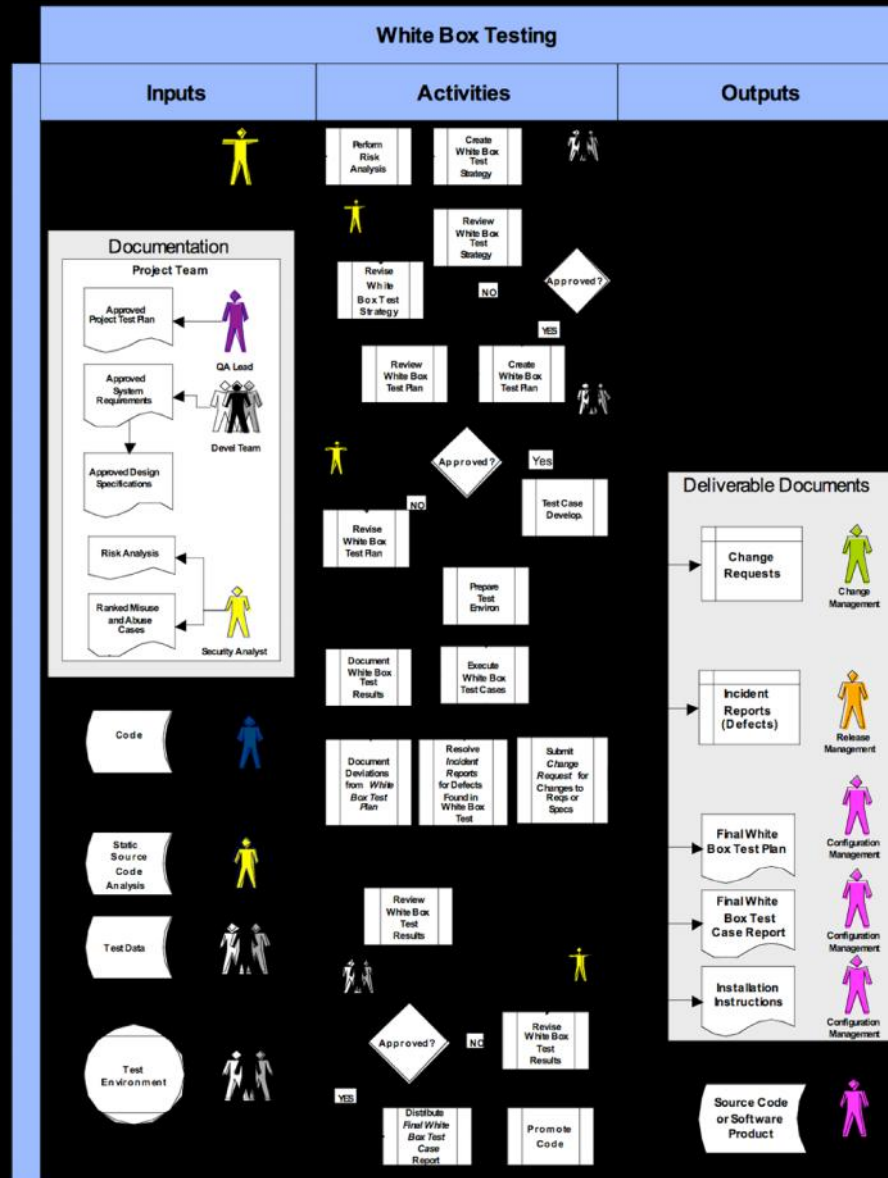 White Box Testing
Inputs
Activities
Outputs
Perform
Risk
Analysis
Create
White Box
Test
Strategy
Review
White Box
Test
Strategy
Revise
White
Box Test
Strategy
NO
Approved?
YES
Review
White Box
Test Plan
Create
White Box
Test Plan
Approved?
Yes
NO
Revise
White Box
Test Plan
Test Case
Develop.
Prepare
Test
Environ
Document
White Box
Test
Results
Execute
White Box
Test Cases
Document
Deviations
from White
Box Test
Plan
Resolve
Incident
Reports
for Defects
Found in
White Box
Test
Submit
Change
Request for
Changes to
Reqs or
Specs
Review
White Box
Test
Results
Approved?
NO
Revise
White Box
Test
Results
YES
Distribute
Final White
Box Test
Case
Report
Promote
Code
Documentation
Project Team
Approved
Project Test Plan
QA Lead
Approved
System
Requirements
Devel Team
Approved Design
Specifications
Risk Analysis
Ranked Misuse
and Abuse
Cases
Security Analyst
Code
Static
Source
Code
Analysis
Test Data
Test
Environment
Deliverable Documents
Change
Requests
Change
Management
Incident
Reports
(Defects)
Release
Management
Final White
Box Test Plan
Configuration
Management
Final White
Box Test
Case Report
Configuration
Management
Installation
Instructions
Configuration
Management
Source Code
or Software
Product